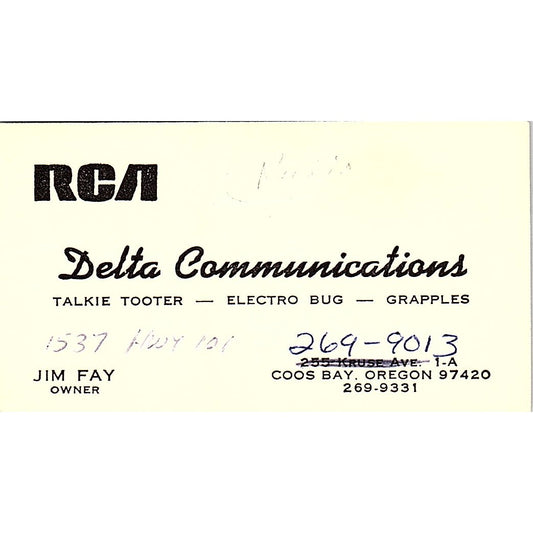 RCA
Delta Communications
TALKIE TOOTER — ELECTRO BUG — GRAPPLES
1537 Hwy 101
269-9013
255 KRUSE AVE. 1-A
JIM FAY
COOS BAY, OREGON 97420
OWNER
269-9331